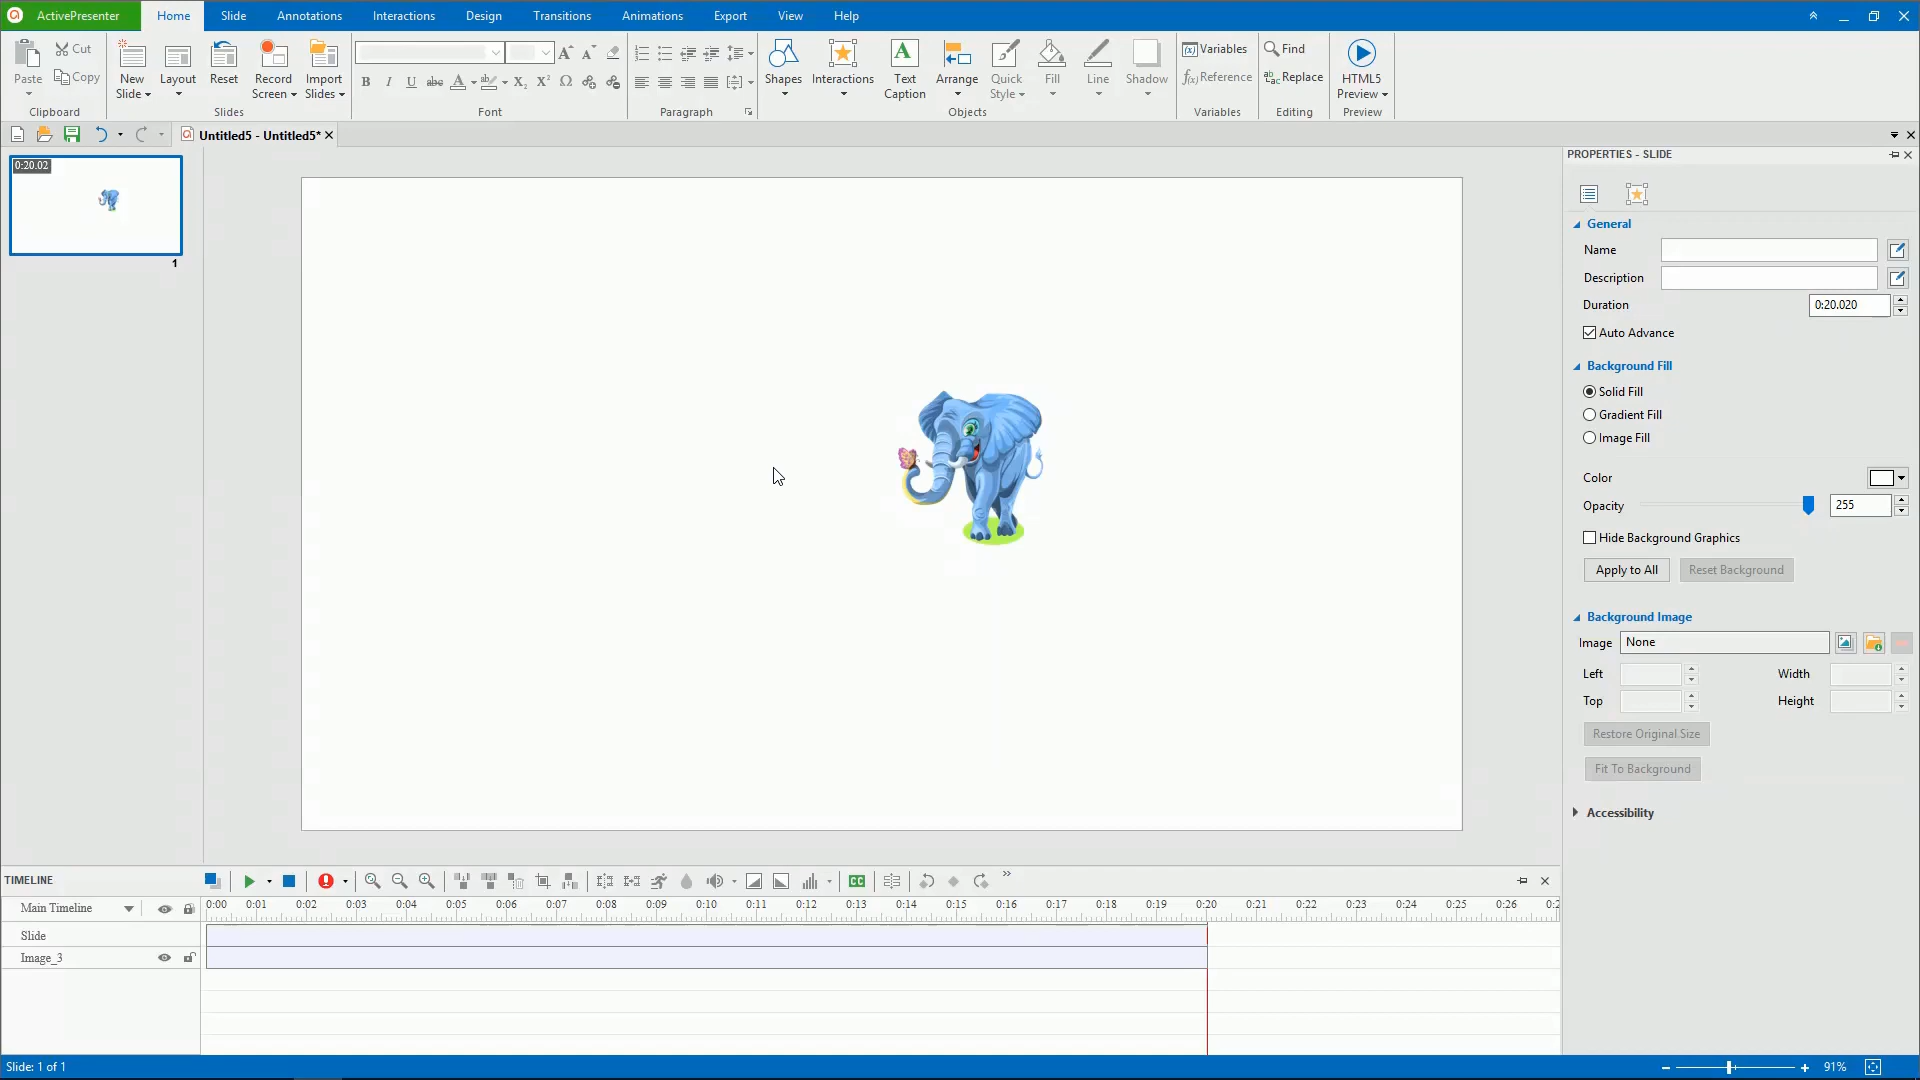 ActivePresenter
Home
Slide
Annotations
Interactions
Design
Transitions
Animations
Export
View
Help
Paste
Cut
Copy
Clipboard
New
Slide
Layout
Reset
Record
Screen
Import
Slides
Slides
B I U abc A ab X₂ X² Ω
Font
Paragraph
Shapes
Interactions
A
Text
Caption
Arrange
Quick
Style
Fill
Line
Shadow
Objects
(x) Variables
f(x) Reference
Variables
Find
Replace
Editing
HTML5
Preview
Preview
Untitled5 - Untitled5*
0:20.02
1
PROPERTIES - SLIDE
General
Name
Description
Duration
0:20.020
Auto Advance
Background Fill
Solid Fill
Gradient Fill
Image Fill
Color
Opacity
255
Hide Background Graphics
Apply to All
Reset Background
Background Image
Image
None
Left
Width
Top
Height
Restore Original Size
Fit To Background
Accessibility
TIMELINE
CC
Main Timeline
0:00 0:01 0:02 0:03 0:04 0:05 0:06 0:07 0:08 0:09 0:10 0:11 0:12 0:13 0:14 0:15 0:16 0:17 0:18 0:19 0:20 0:21 0:22 0:23 0:24 0:25 0:26
Slide
Image_3
Slide: 1 of 1
91%